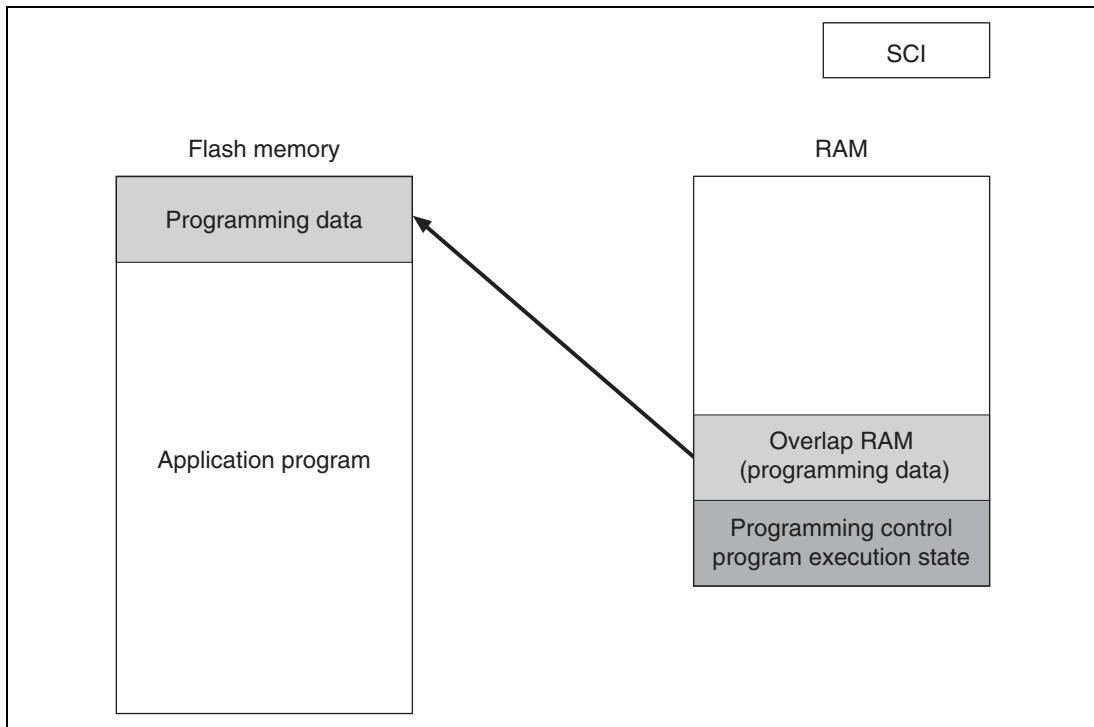 SCI
Flash memory
RAM
Programming data
Application program
Overlap RAM
(programming data)
Programming control
program execution state